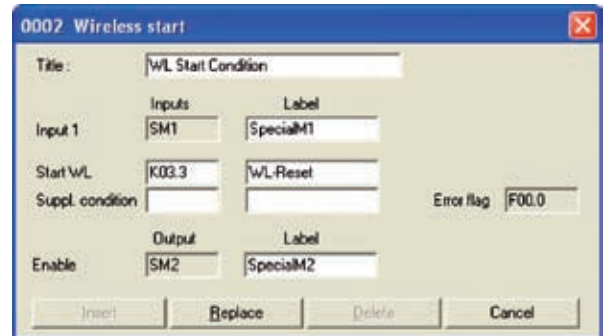 0002 Wireless start
Title : WL Start Condition
Inputs Label
Input 1 SM1 SpecialM1
Start WL K03.3 WL-Reset
Suppl. condition Error flag F00.0
Output Label
Enable SM2 SpecialM2
Insert Replace Delete Cancel